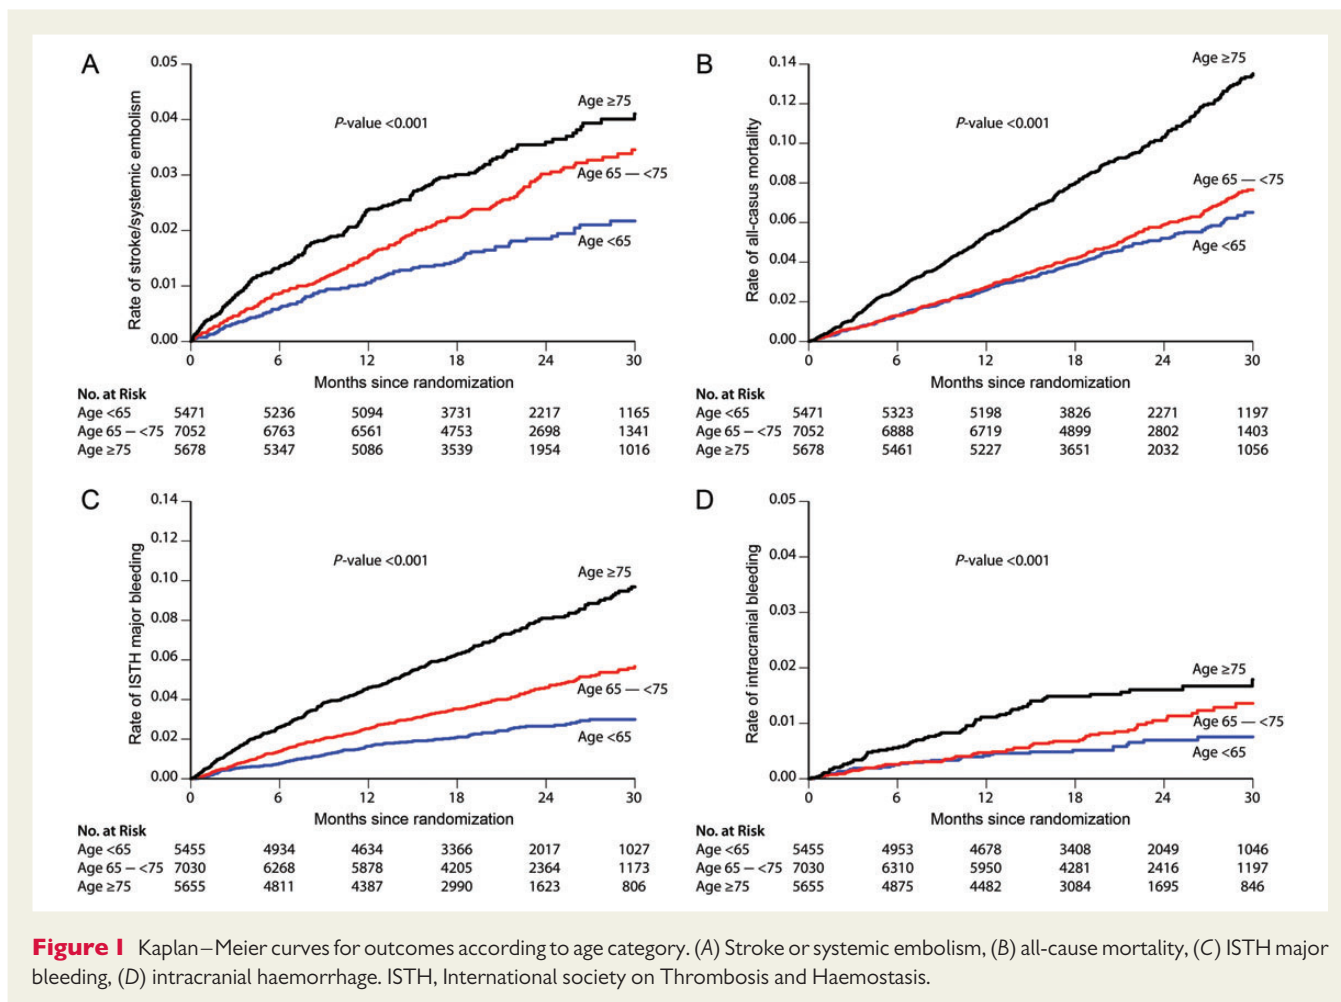 A
Rate of stroke/systemic embolism
0.05
0.04
0.03
0.02
0.01
0.00
P-value <0.001
Age ≥75
Age 65 — <75
Age <65
0 6 12 18 24 30
Months since randomization
No. at Risk
Age <65 5471 5236 5094 3731 2217 1165
Age 65 – <75 7052 6763 6561 4753 2698 1341
Age ≥75 5678 5347 5086 3539 1954 1016
B
Rate of all-casus mortality
0.14
0.12
0.10
0.08
0.06
0.04
0.02
0.00
P-value <0.001
Age ≥75
Age 65 — <75
Age <65
0 6 12 18 24 30
Months since randomization
No. at Risk
Age <65 5471 5323 5198 3826 2271 1197
Age 65 – <75 7052 6888 6719 4899 2802 1403
Age ≥75 5678 5461 5227 3651 2032 1056
C
Rate of ISTH major bleeding
0.14
0.12
0.10
0.08
0.06
0.04
0.02
0.00
P-value <0.001
Age ≥75
Age 65 — <75
Age <65
0 6 12 18 24 30
Months since randomization
No. at Risk
Age <65 5455 4934 4634 3366 2017 1027
Age 65 – <75 7030 6268 5878 4205 2364 1173
Age ≥75 5655 4811 4387 2990 1623 806
D
Rate of intracranial bleeding
0.05
0.04
0.03
0.02
0.01
0.00
P-value <0.001
Age ≥75
Age 65 — <75
Age <65
0 6 12 18 24 30
Months since randomization
No. at Risk
Age <65 5455 4953 4678 3408 2049 1046
Age 65 – <75 7030 6310 5950 4281 2416 1197
Age ≥75 5655 4875 4482 3084 1695 846
Figure 1 Kaplan–Meier curves for outcomes according to age category. (A) Stroke or systemic embolism, (B) all-cause mortality, (C) ISTH major
bleeding, (D) intracranial haemorrhage. ISTH, International society on Thrombosis and Haemostasis.